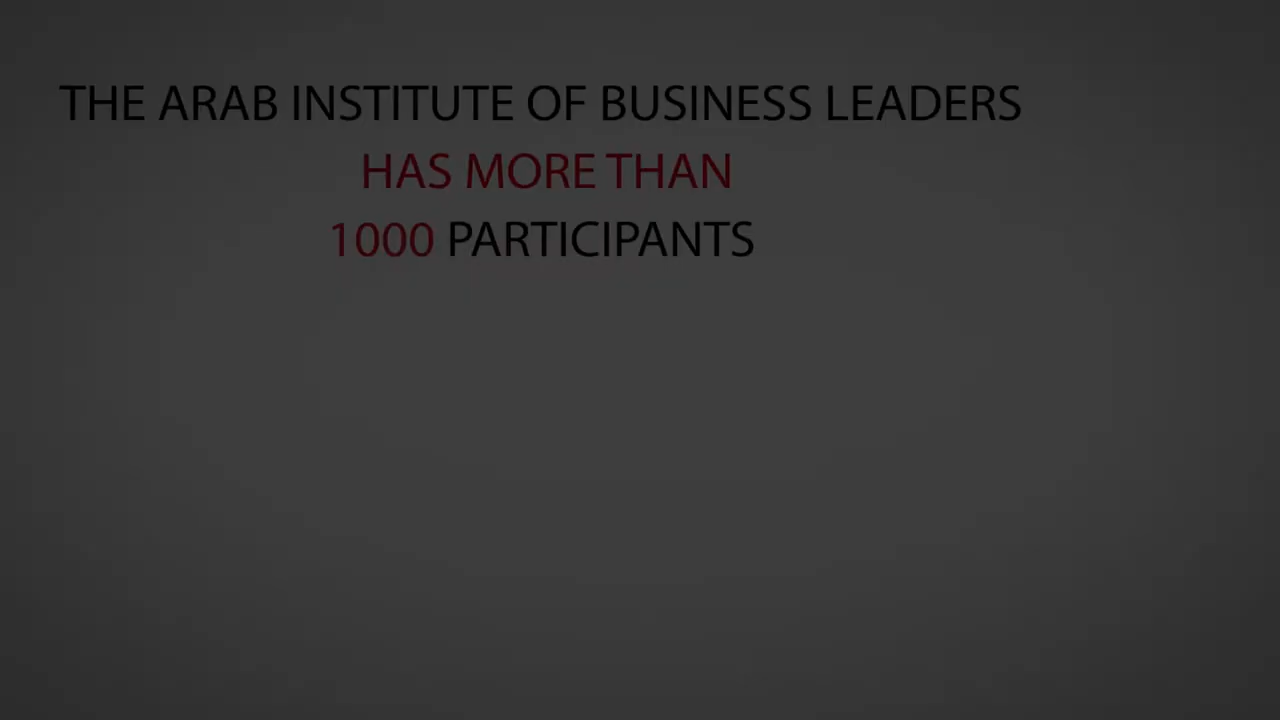 THE ARAB INSTITUTE OF BUSINESS LEADERS
HAS MORE THAN
1000 PARTICIPANTS